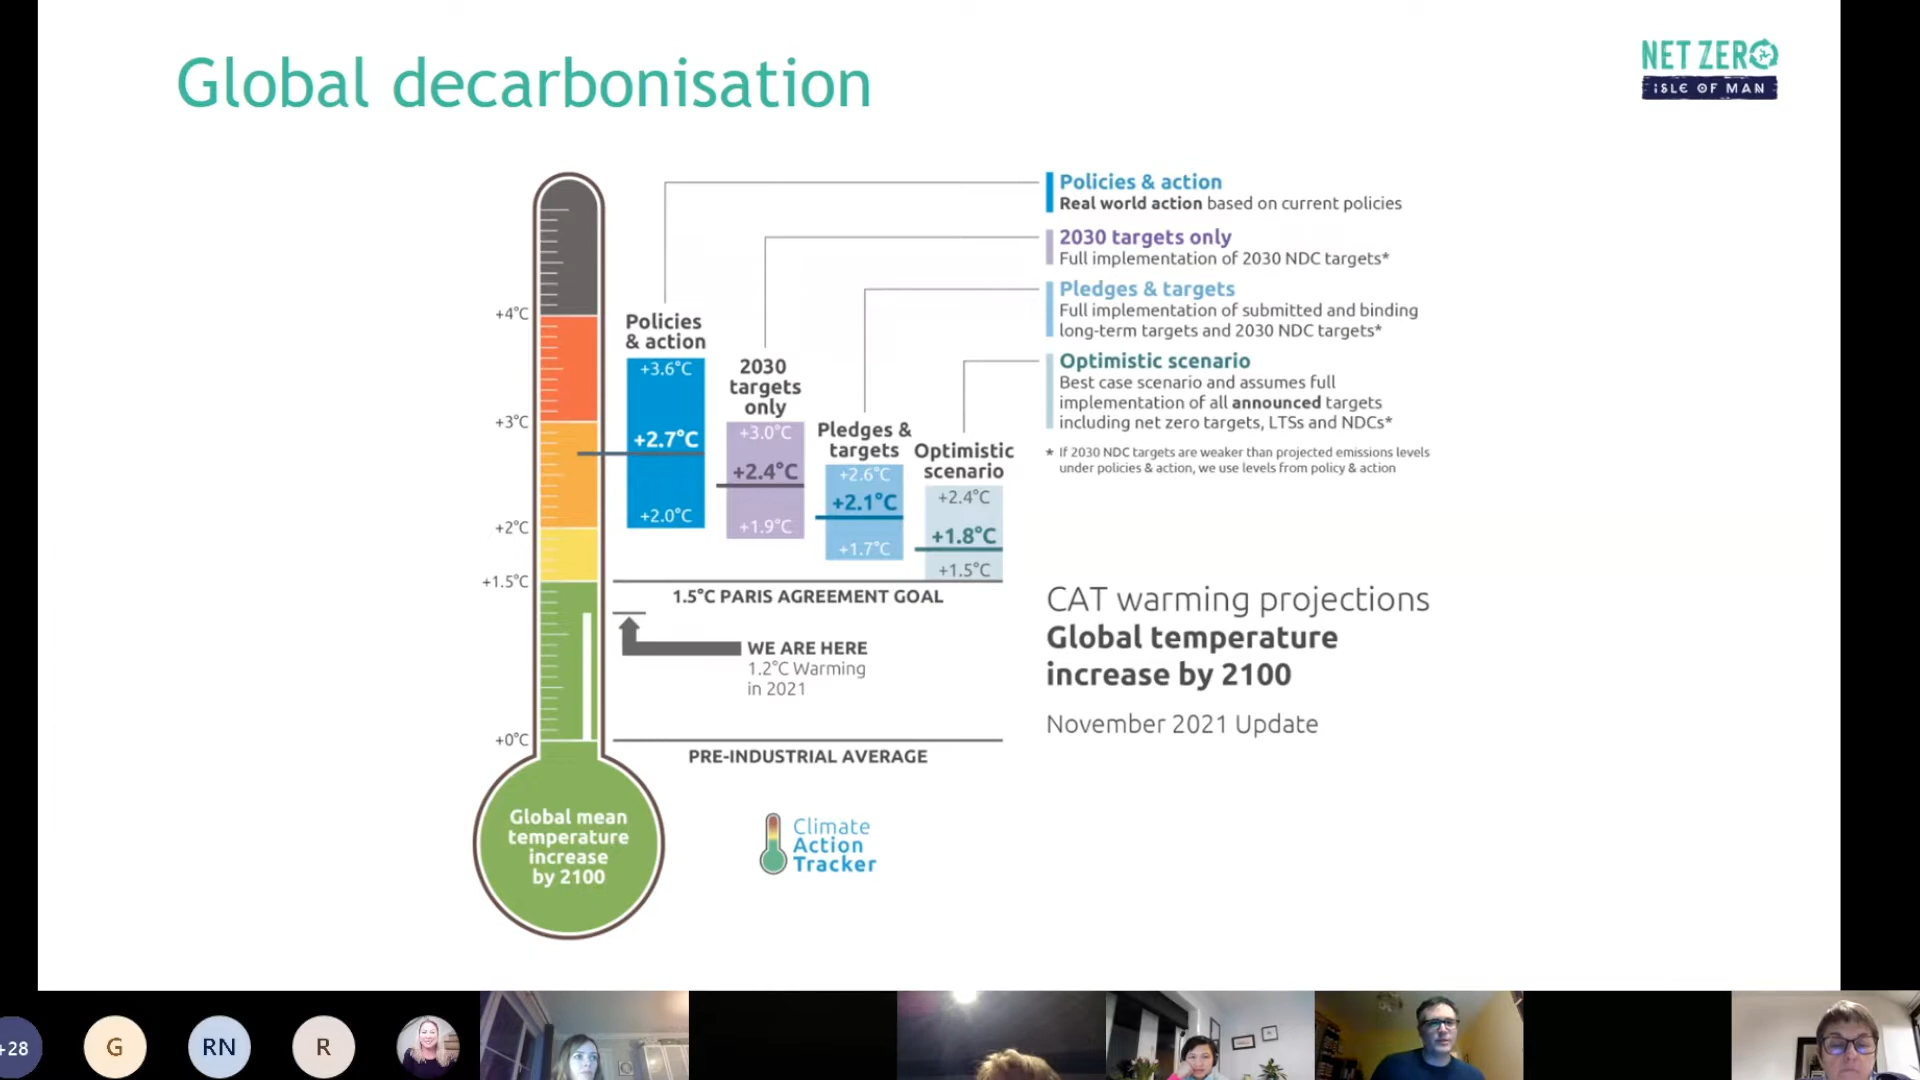 Global decarbonisation
NET ZERO
ISLE OF MAN
+4°C
+3°C
+2°C
+1.5°C
+0°C
Policies
& action
+3.6°C
+2.7°C
+2.0°C
2030
targets
only
+3.0°C
+2.4°C
+1.9°C
Pledges &
targets
+2.6°C
+2.1°C
+1.7°C
Optimistic
scenario
+2.4°C
+1.8°C
+1.5°C
1.5°C PARIS AGREEMENT GOAL
WE ARE HERE
1.2°C Warming
in 2021
PRE-INDUSTRIAL AVERAGE
Global mean
temperature
increase
by 2100
Climate
Action
Tracker
Policies & action
Real world action based on current policies
2030 targets only
Full implementation of 2030 NDC targets*
Pledges & targets
Full implementation of submitted and binding
long-term targets and 2030 NDC targets*
Optimistic scenario
Best case scenario and assumes full
implementation of all announced targets
including net zero targets, LTSs and NDCs*
* If 2030 NDC targets are weaker than projected emissions levels
under policies & action, we use levels from policy & action
CAT warming projections
Global temperature
increase by 2100
November 2021 Update
+28
G
RN
R